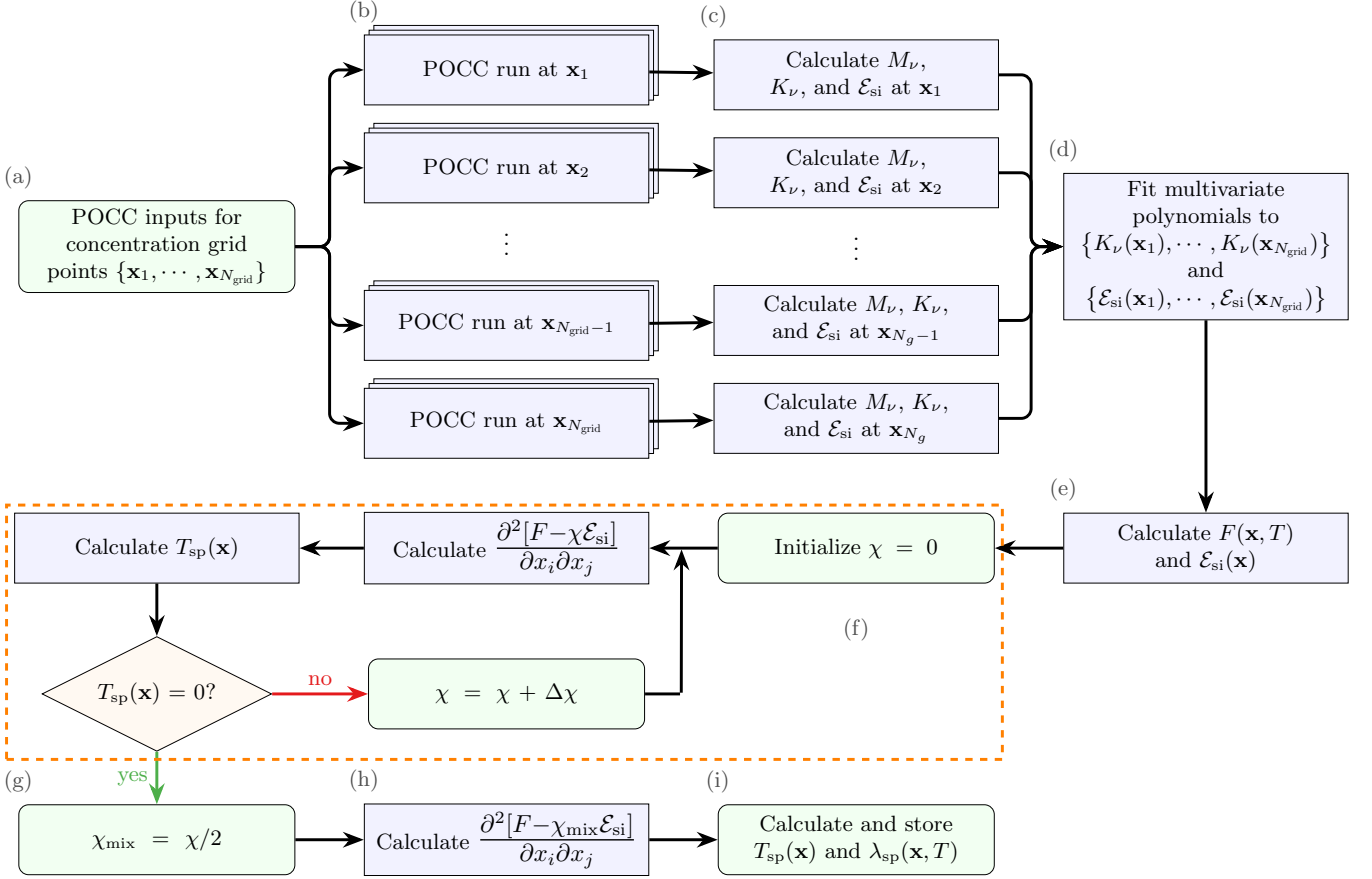 (a)
POCC inputs for
concentration grid
points {𝐱₁, ⋯ , 𝐱_{N_grid}}
(b)
POCC run at 𝐱₁
POCC run at 𝐱₂
⋮
POCC run at 𝐱_{N_grid−1}
POCC run at 𝐱_{N_grid}
(c)
Calculate M_ν,
K_ν, and ℰ_si at 𝐱₁
Calculate M_ν,
K_ν, and ℰ_si at 𝐱₂
⋮
Calculate M_ν, K_ν,
and ℰ_si at 𝐱_{N_g−1}
Calculate M_ν, K_ν,
and ℰ_si at 𝐱_{N_g}
(d)
Fit multivariate
polynomials to
{K_ν(𝐱₁), ⋯ , K_ν(𝐱_{N_grid})}
and
{ℰ_si(𝐱₁), ⋯ , ℰ_si(𝐱_{N_grid})}
(e)
Calculate F(𝐱, T)
and ℰ_si(𝐱)
(f)
Initialize χ = 0
Calculate ∂²[F−χℰ_si] / ∂x_i∂x_j
Calculate T_sp(𝐱)
T_sp(𝐱) = 0?
no
χ = χ + Δχ
yes
(g)
χ_mix = χ/2
(h)
Calculate ∂²[F−χ_mixℰ_si] / ∂x_i∂x_j
(i)
Calculate and store
T_sp(𝐱) and λ_sp(𝐱, T)